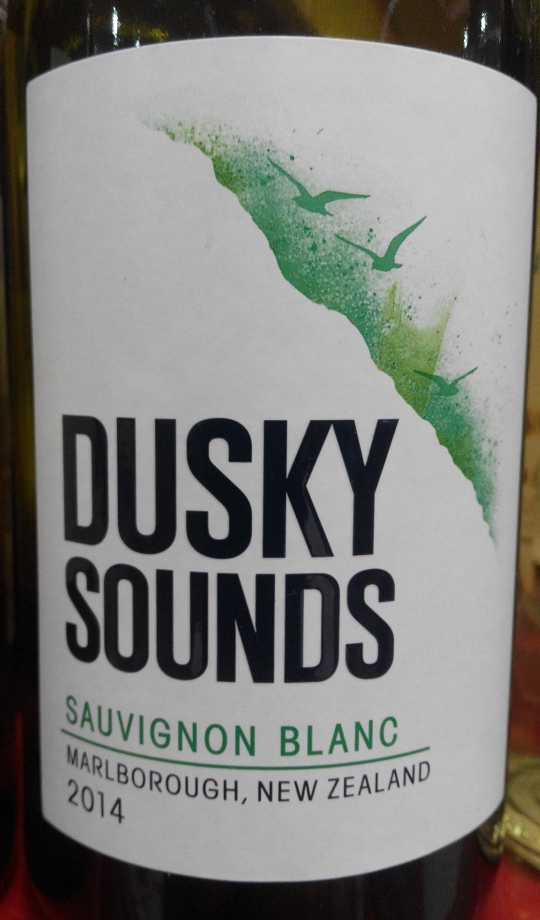 DUSKY
SOUNDS
SAUVIGNON BLANC
MARLBOROUGH, NEW ZEALAND
2014